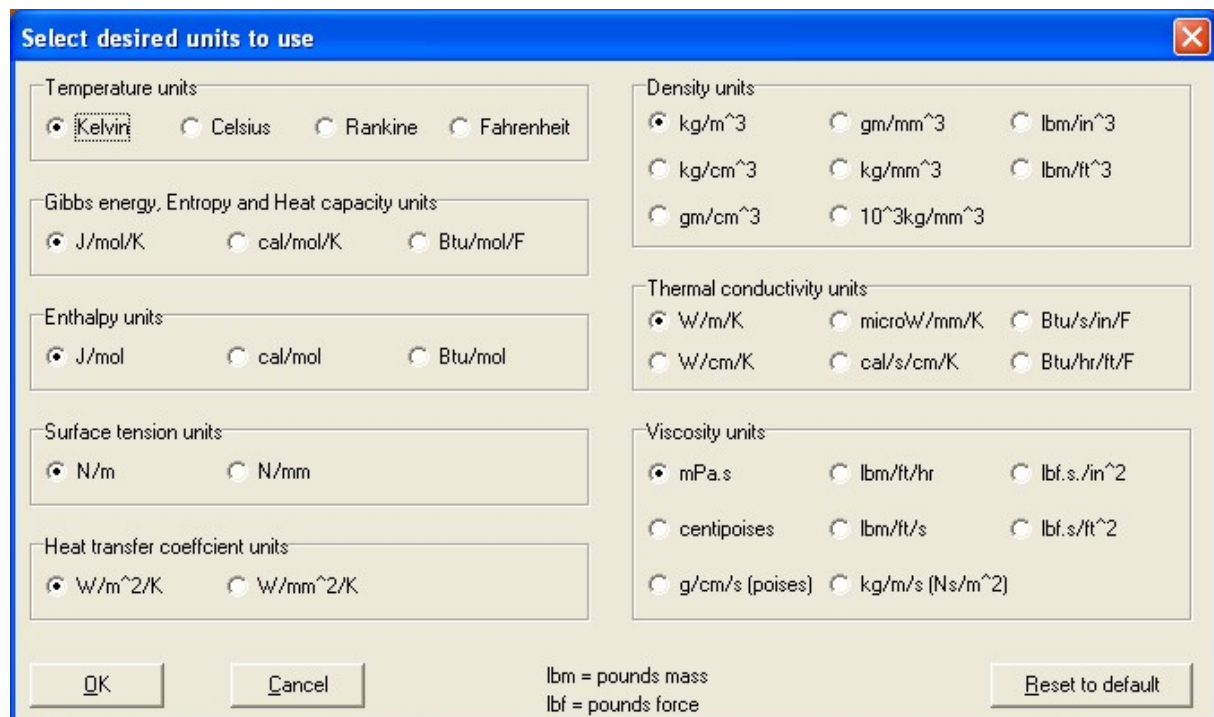 Select desired units to use
Temperature units
Kelvin Celsius Rankine Fahrenheit
Gibbs energy, Entropy and Heat capacity units
J/mol/K cal/mol/K Btu/mol/F
Enthalpy units
J/mol cal/mol Btu/mol
Surface tension units
N/m N/mm
Heat transfer coeffcient units
W/m^2/K W/mm^2/K
Density units
kg/m^3 gm/mm^3 lbm/in^3
kg/cm^3 kg/mm^3 lbm/ft^3
gm/cm^3 10^3kg/mm^3
Thermal conductivity units
W/m/K microW/mm/K Btu/s/in/F
W/cm/K cal/s/cm/K Btu/hr/ft/F
Viscosity units
mPa.s lbm/ft/hr lbf.s./in^2
centipoises lbm/ft/s lbf.s/ft^2
g/cm/s (poises) kg/m/s (Ns/m^2)
OK Cancel
lbm = pounds mass
lbf = pounds force
Reset to default